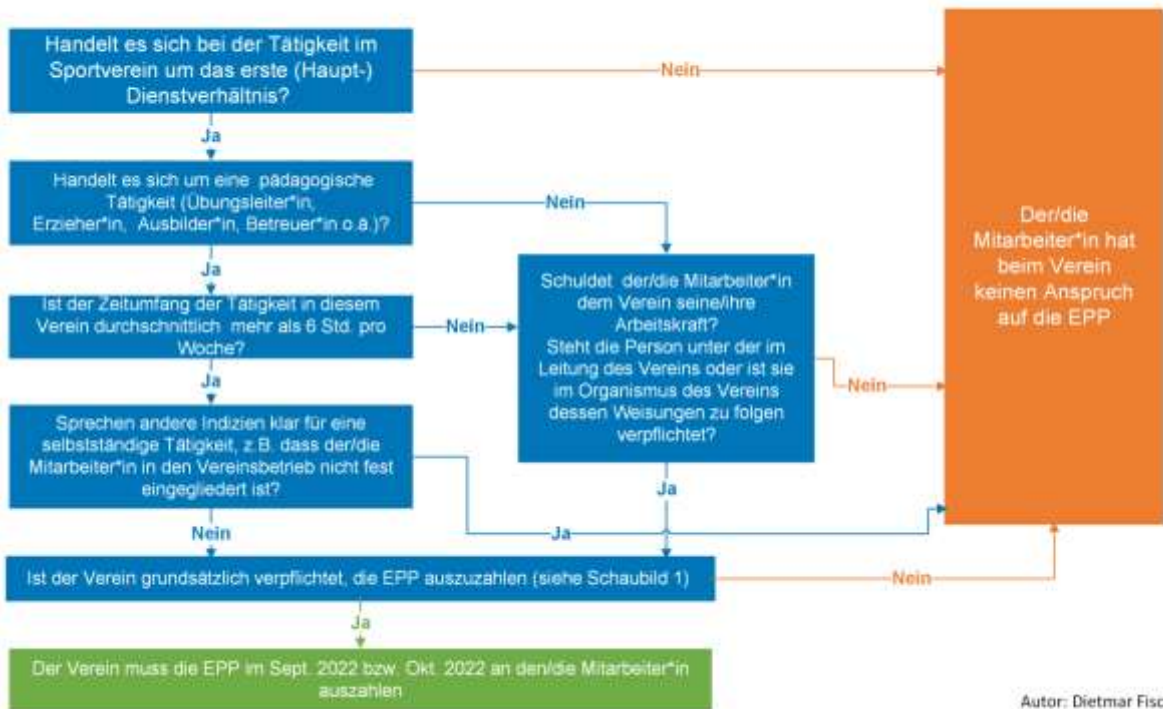 Handelt es sich bei der Tätigkeit im
Sportverein um das erste (Haupt-)
Dienstverhältnis?
Nein
Ja
Handelt es sich um eine pädagogische
Tätigkeit (Übungsleiter*in,
Erzieher*in, Ausbilder*in, Betreuer*in o.ä.)?
Nein
Ja
Ist der Zeitumfang der Tätigkeit in diesem
Verein durchschnittlich mehr als 6 Std. pro
Woche?
Nein
Ja
Schuldet der/die Mitarbeiter*in
dem Verein seine/ihre
Arbeitskraft?
Steht die Person unter der im
Leitung des Vereins oder ist sie
im Organismus des Vereins
dessen Weisungen zu folgen
verpflichtet?
Nein
Ja
Sprechen andere Indizien klar für eine
selbstständige Tätigkeit, z.B. dass der/die
Mitarbeiter*in in den Vereinsbetrieb nicht fest
eingegliedert ist?
Nein
Ja
Ist der Verein grundsätzlich verpflichtet, die EPP auszuzahlen (siehe Schaubild 1)
Nein
Ja
Der Verein muss die EPP im Sept. 2022 bzw. Okt. 2022 an den/die Mitarbeiter*in
auszahlen
Der/die
Mitarbeiter*in hat
beim Verein
keinen Anspruch
auf die EPP
Autor: Dietmar Fisc